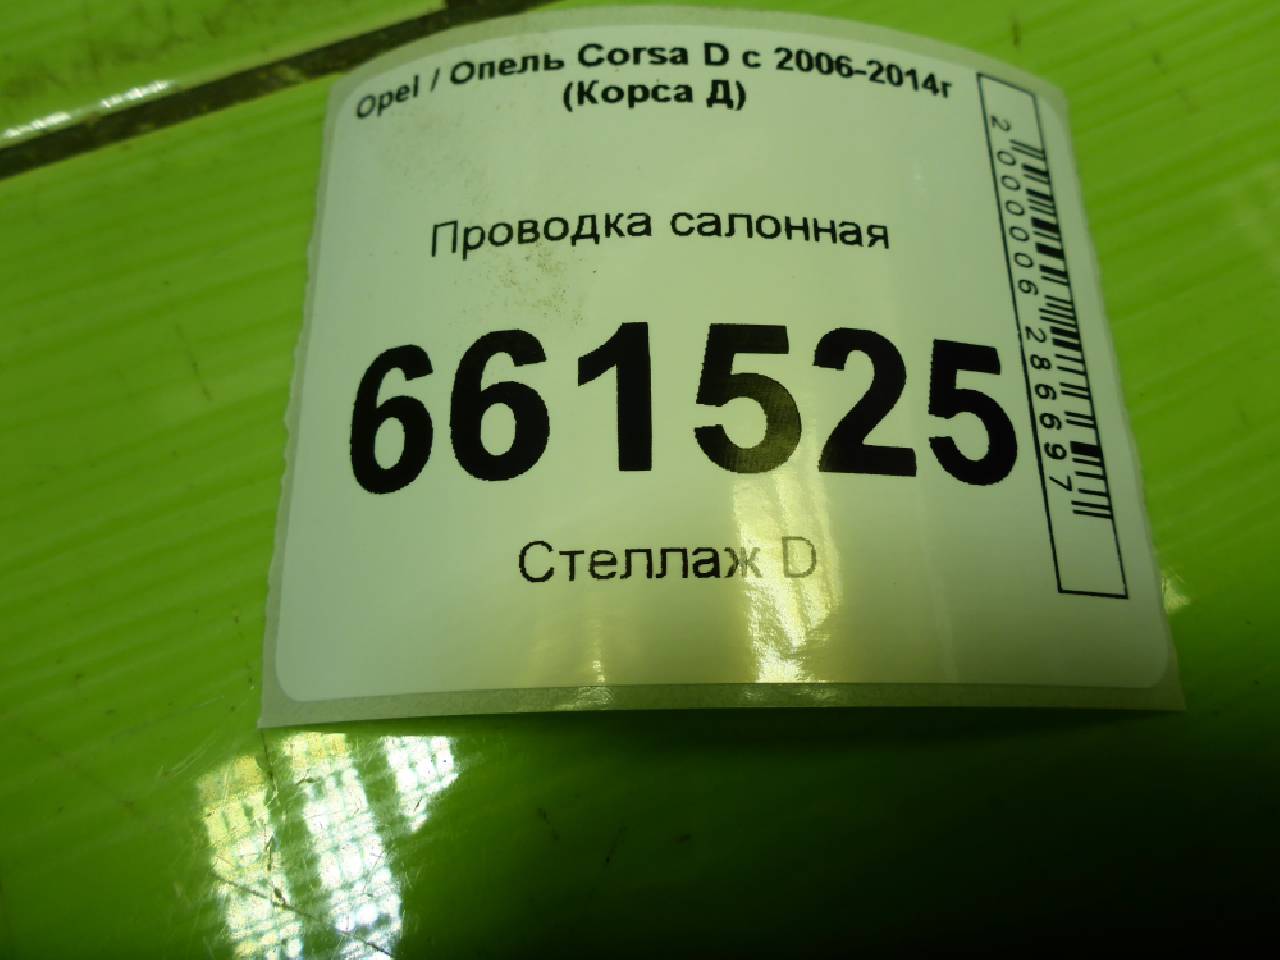 Opel / Опель Corsa D с 2006-2014г
(Корса Д)
Проводка салонная
661525
Стеллаж D
2000006286697